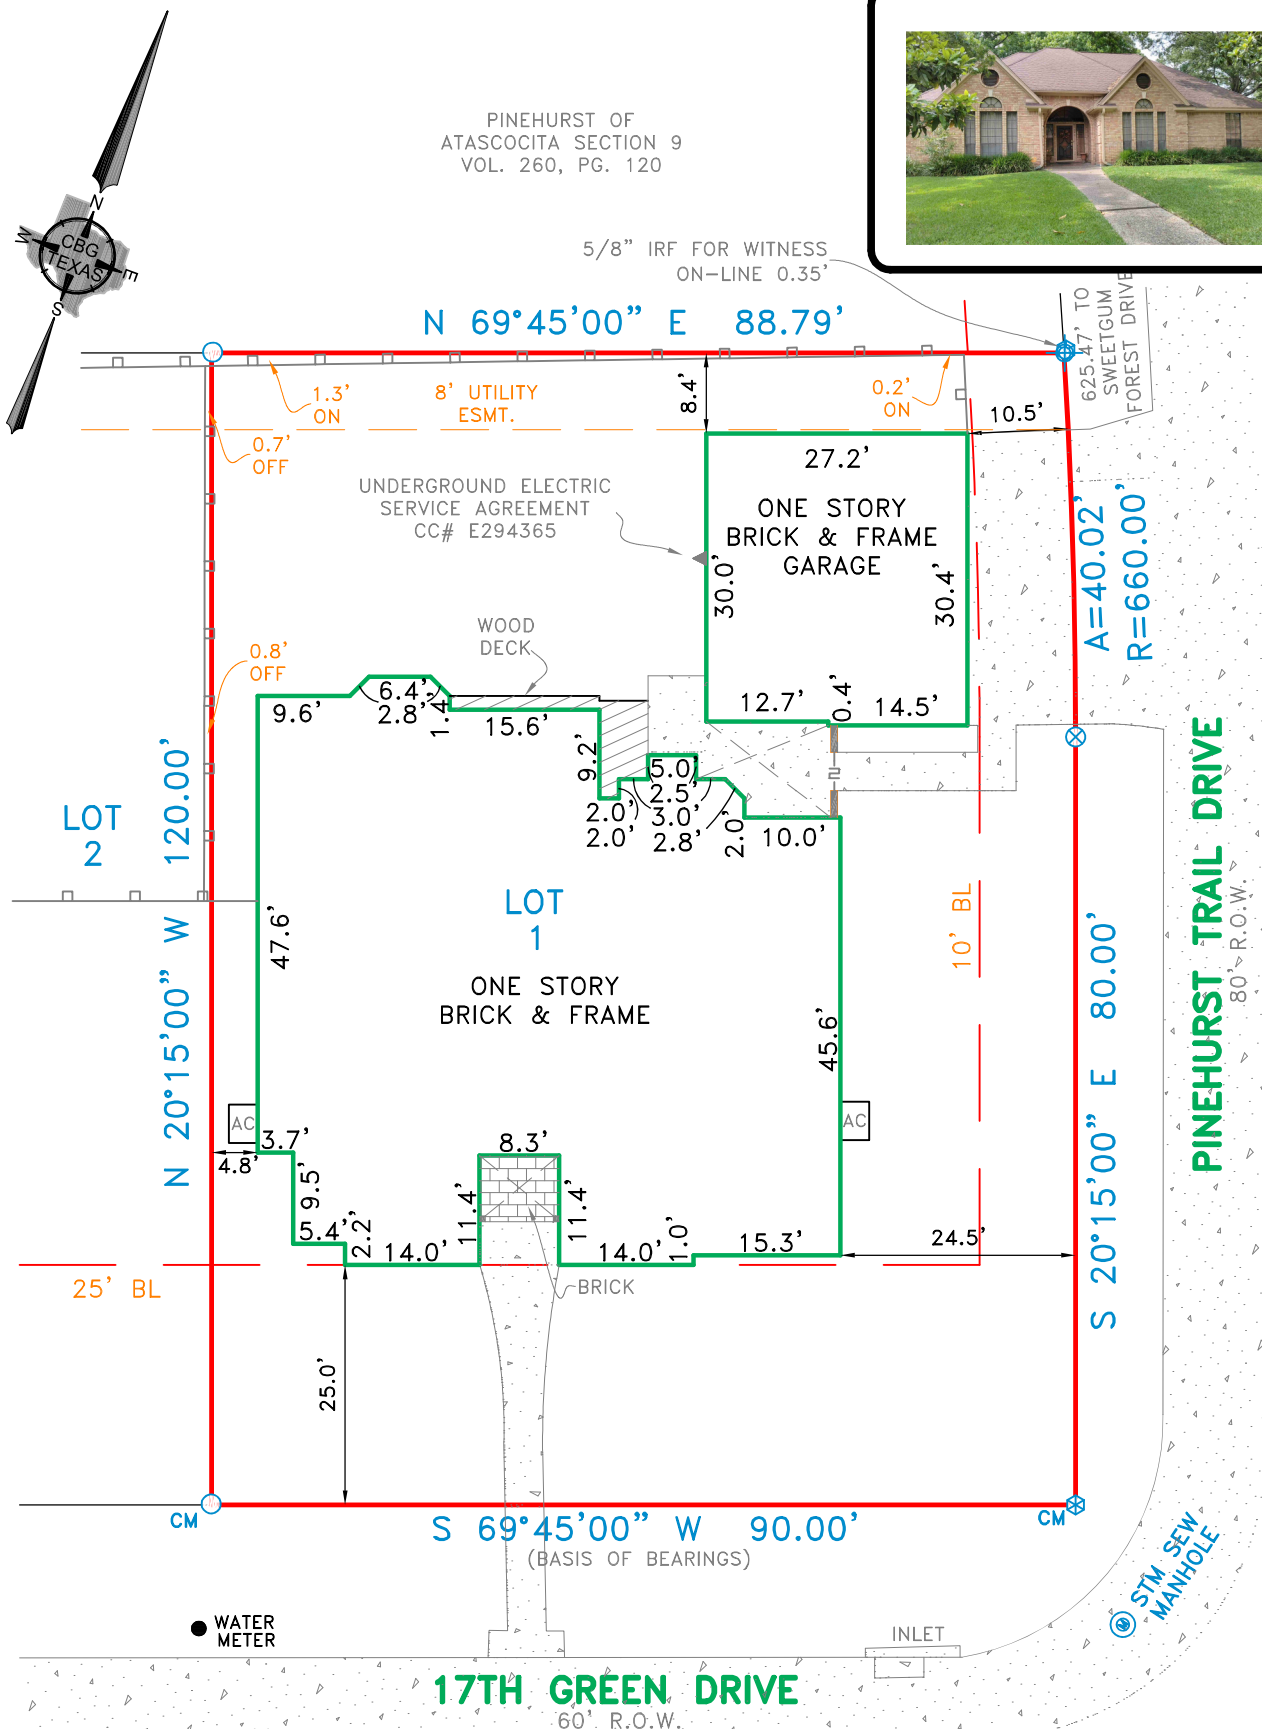 PINEHURST OF
ATASCOCITA SECTION 9
VOL. 260, PG. 120
N
W
CBG
TEXAS
E
S
5/8" IRF FOR WITNESS
ON-LINE 0.35'
625.47' TO
SWEETGUM
FOREST DRIVE
N 69°45'00" E 88.79'
1.3'
ON
8' UTILITY
ESMT.
8.4'
0.2'
ON
10.5'
0.7'
OFF
27.2'
UNDERGROUND ELECTRIC
SERVICE AGREEMENT
CC# E294365
ONE STORY
BRICK & FRAME
GARAGE
30.0'
30.4'
A=40.02'
R=660.00'
WOOD
DECK
0.8'
OFF
9.6'
6.4'
2.8'
1.4'
15.6'
9.2'
12.7'
0.4'
14.5'
5.0'
2.5'
2.0'
2.0'
3.0'
2.8'
2.0'
10.0'
LOT
2
N 20°15'00" W 120.00'
LOT
1
ONE STORY
BRICK & FRAME
47.6'
45.6'
10' BL
S 20°15'00" E 80.00'
PINEHURST TRAIL DRIVE
80' R.O.W.
AC
AC
3.7'
4.8'
9.5'
5.4'
2.2'
14.0'
8.3'
11.4'
11.4'
14.0'
1.0'
15.3'
24.5'
25' BL
BRICK
25.0'
CM
CM
S 69°45'00" W 90.00'
(BASIS OF BEARINGS)
STM SEW
MANHOLE
M
WATER
METER
INLET
17TH GREEN DRIVE
60' R.O.W.